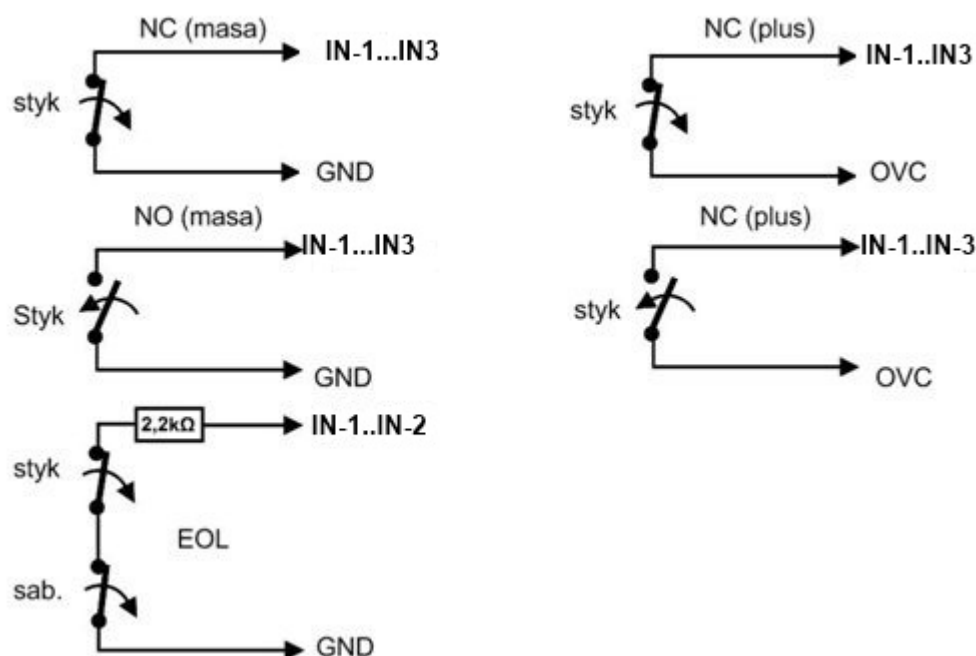 NC (masa)
IN-1...IN3
styk
GND
NC (plus)
IN-1..IN3
styk
OVC
NO (masa)
IN-1...IN3
Styk
GND
NC (plus)
IN-1..IN-3
styk
OVC
2,2kΩ
IN-1..IN-2
styk
EOL
sab.
GND